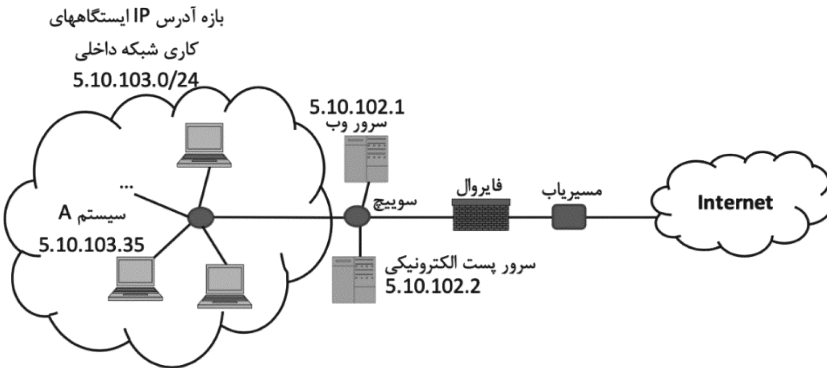 بازه آدرس IP ایستگاههای
کاری شبکه داخلی
5.10.103.0/24
5.10.102.1
سرور وب
فایروال
مسیریاب
Internet
...
سیستم A
5.10.103.35
سوییچ
سرور پست الکترونیکی
5.10.102.2